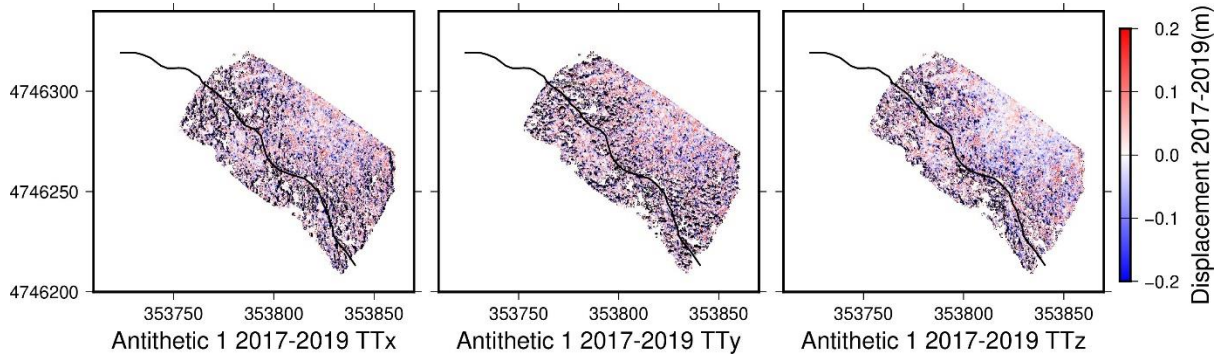 4746300
4746250
4746200
353750 353800 353850
Antithetic 1 2017-2019 TTx
353750 353800 353850
Antithetic 1 2017-2019 TTy
353750 353800 353850
Antithetic 1 2017-2019 TTz
0.2
0.1
0.0
−0.1
−0.2
Displacement 2017-2019(m)